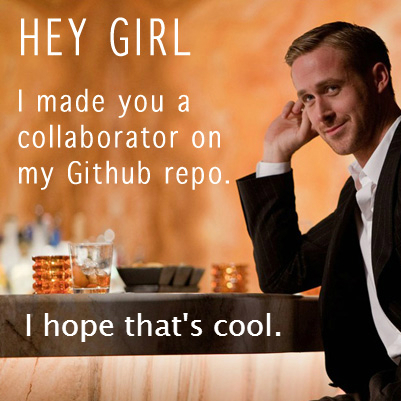 HEY GIRL
I made you a
collaborator on
my Github repo.
I hope that's cool.